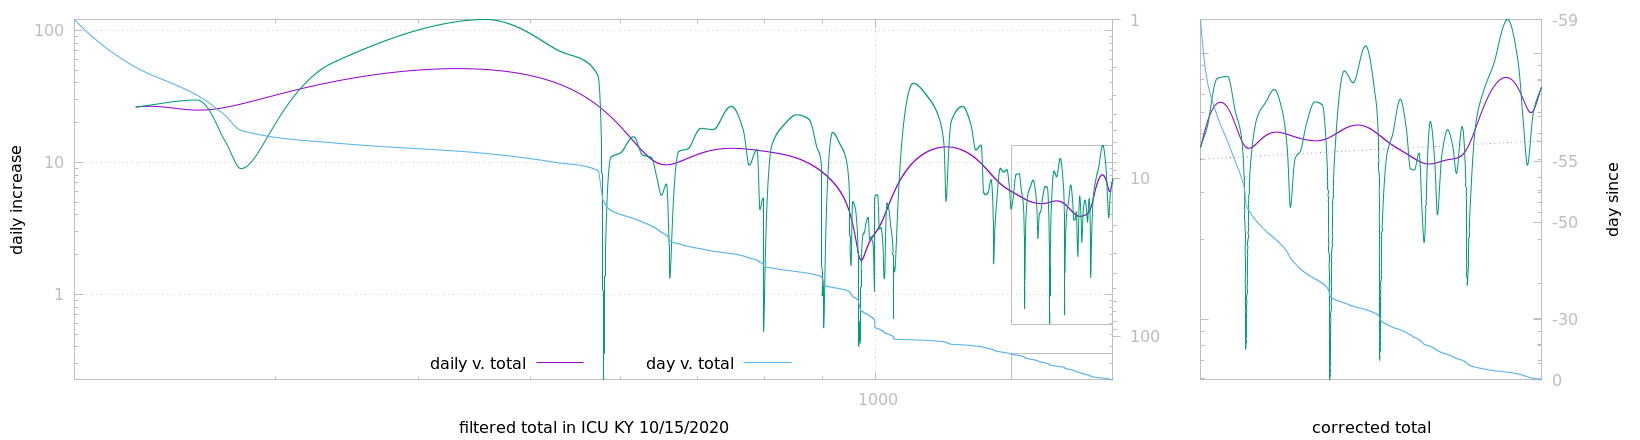 100
10
1
daily increase
daily v. total
day v. total
1000
filtered total in ICU KY 10/15/2020
1
10
100
-59
-55
-50
-30
0
day since
corrected total